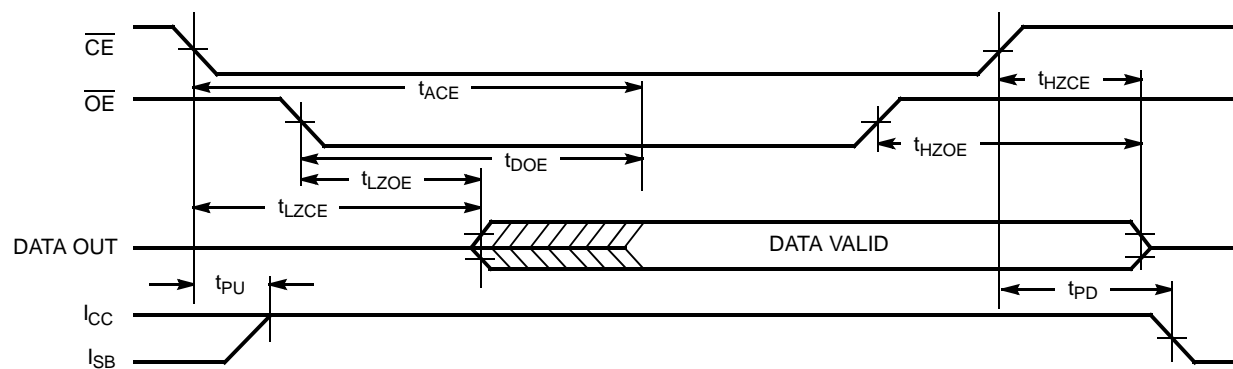 CE
tACE
tHZCE
OE
tHZOE
tDOE
tLZOE
tLZCE
DATA OUT
DATA VALID
tPU
tPD
ICC
ISB